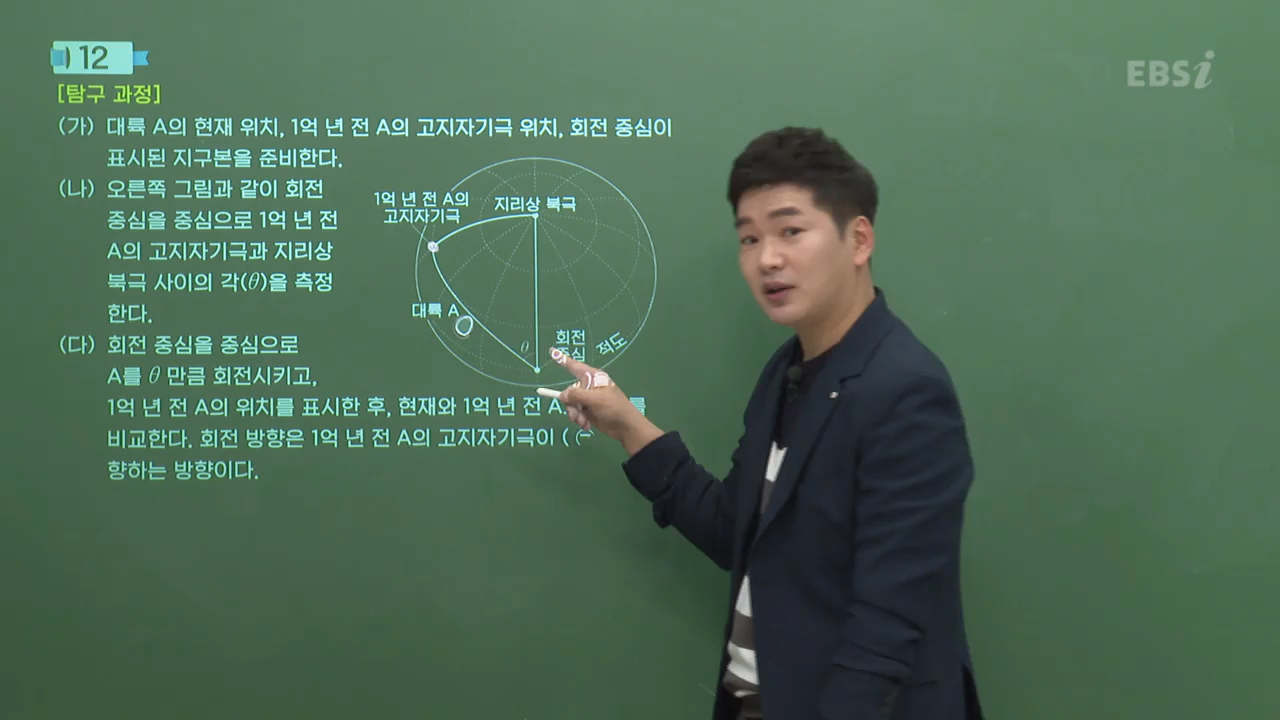 12
EBSi
[탐구 과정]
(가) 대륙 A의 현재 위치, 1억 년 전 A의 고지자기극 위치, 회전 중심이
표시된 지구본을 준비한다.
(나) 오른쪽 그림과 같이 회전
중심을 중심으로 1억 년 전
A의 고지자기극과 지리상
북극 사이의 각(θ)을 측정
한다.
(다) 회전 중심을 중심으로
A를 θ 만큼 회전시키고,
1억 년 전 A의 위치를 표시한 후, 현재와 1억 년 전
비교한다. 회전 방향은 1억 년 전 A의 고지자기극이 (
향하는 방향이다.
1억 년 전 A의
고지자기극
지리상 북극
대륙 A
θ
회전
중심
적도